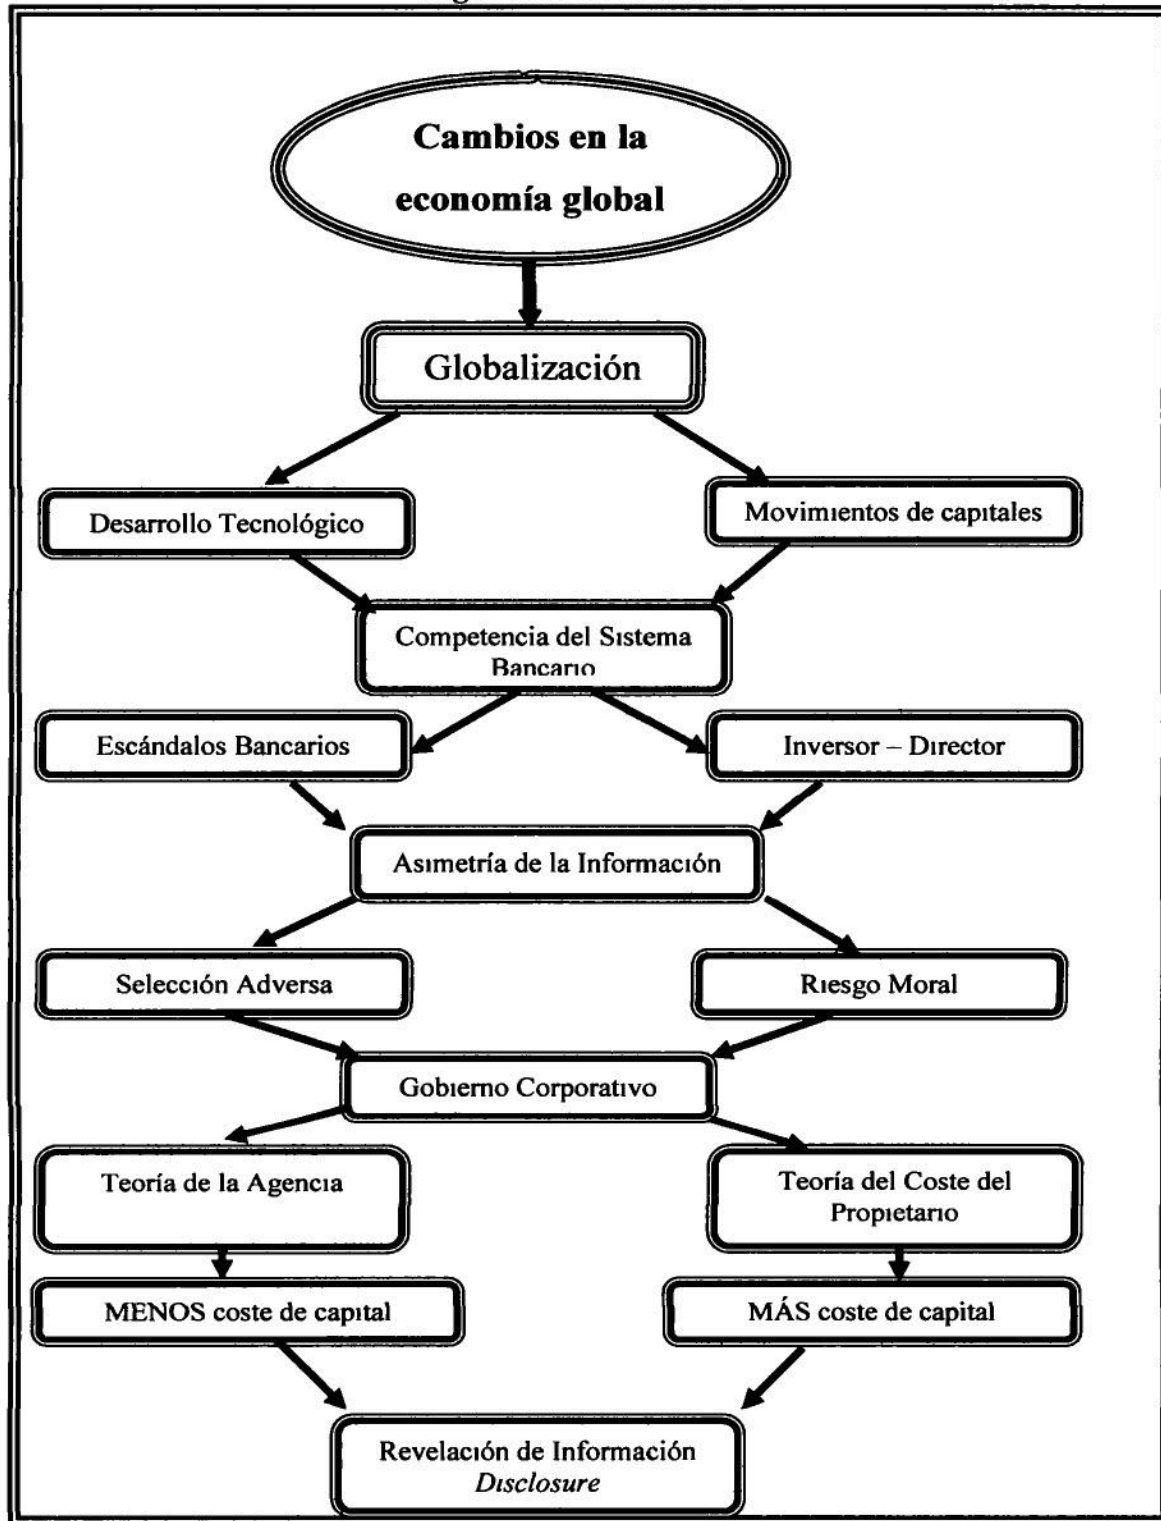 Cambios en la
economía global
Globalización
Desarrollo Tecnológico
Movimientos de capitales
Competencia del Sistema
Bancario
Escándalos Bancarios
Inversor – Director
Asimetría de la Información
Selección Adversa
Riesgo Moral
Gobierno Corporativo
Teoría de la Agencia
Teoría del Coste del
Propietario
MENOS coste de capital
MÁS coste de capital
Revelación de Información
Disclosure